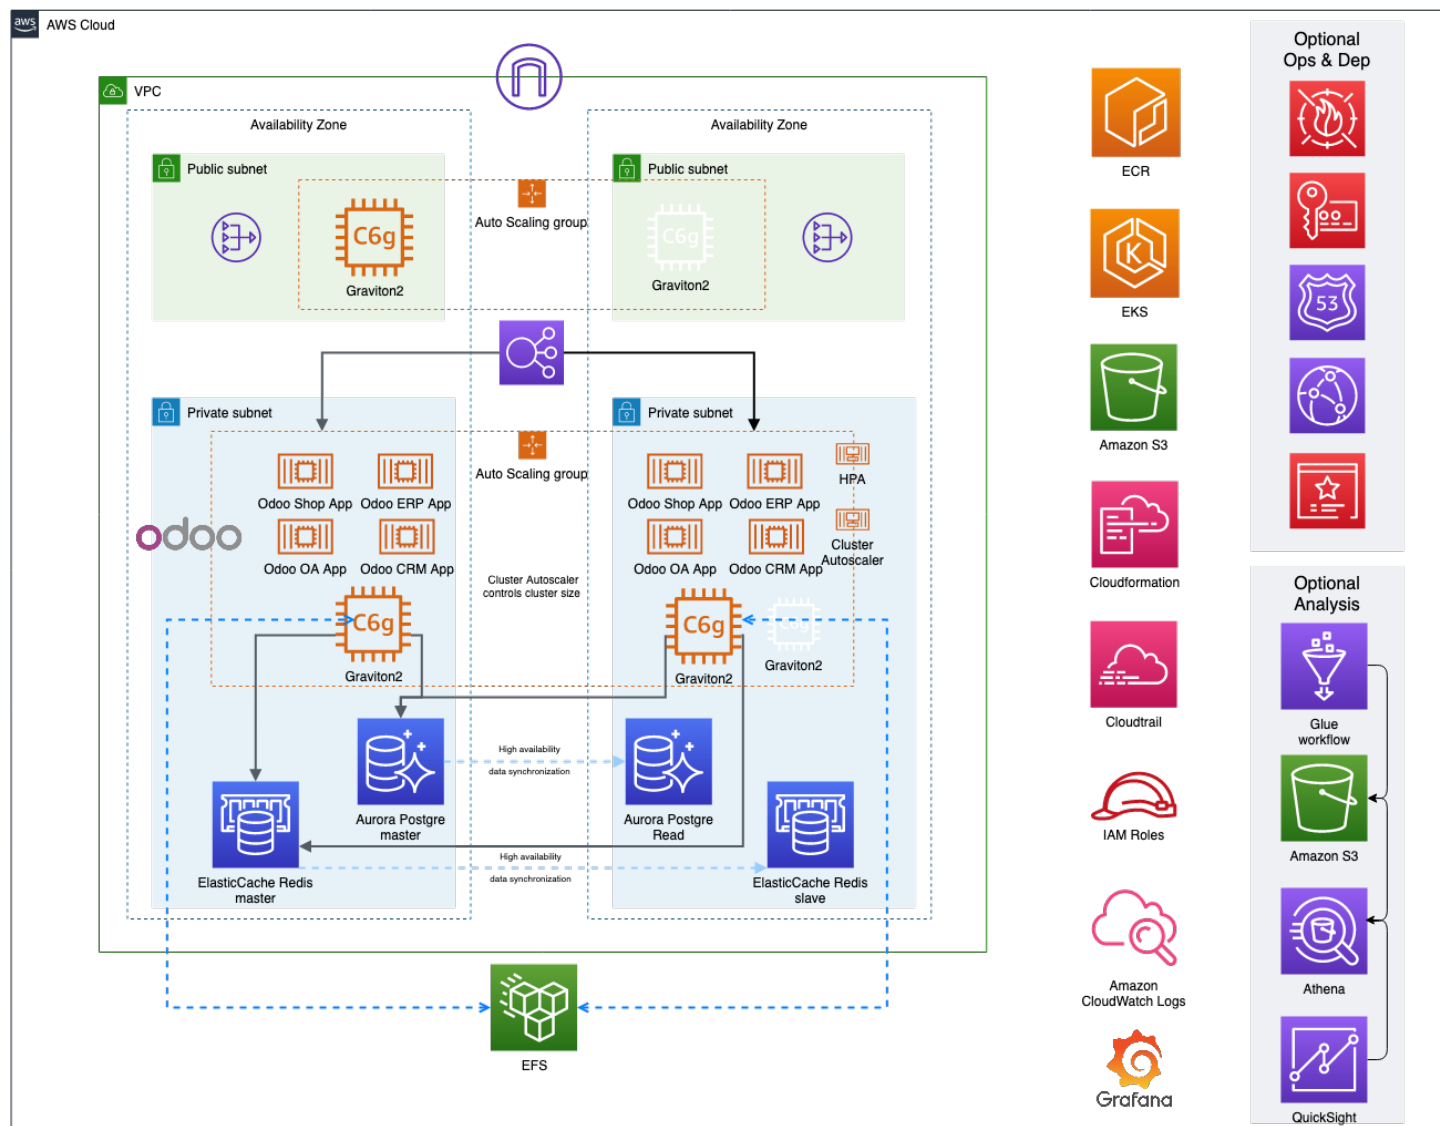 aws
AWS Cloud
VPC
Availability Zone
Availability Zone
Public subnet
Public subnet
Auto Scaling group
C6g
Graviton2
C6g
Graviton2
Private subnet
Private subnet
Auto Scaling group
Odoo Shop App
Odoo ERP App
Odoo OA App
Odoo CRM App
odoo
Odoo Shop App
Odoo ERP App
Odoo OA App
Odoo CRM App
HPA
Cluster
Autoscaler
Cluster Autoscaler
controls cluster size
C6g
Graviton2
C6g
Graviton2
C6g
Graviton2
High availability
data synchronization
Aurora Postgre
master
Aurora Postgre
Read
High availability
data synchronization
ElasticCache Redis
master
ElasticCache Redis
slave
EFS
ECR
K
EKS
Amazon S3
Cloudformation
Cloudtrail
IAM Roles
Amazon
CloudWatch Logs
Grafana
Optional
Ops & Dep
53
Optional
Analysis
Glue
workflow
Amazon S3
Athena
QuickSight